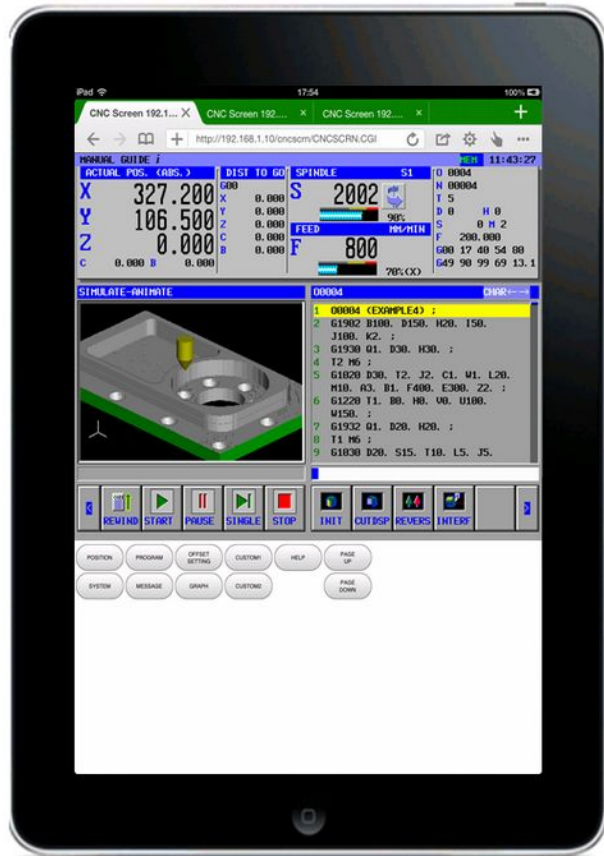 iPad 17:54 100%
CNC Screen 192.1... X CNC Screen 192.... × CNC Screen 192.... × +
http://192.168.1.10/cncscrn/CNCSCRN.CGI
MANUAL GUIDE i MEM 11:43:27
ACTUAL POS. (ABS.) DIST TO GO SPINDLE S1 O 0004
X 327.200 G00 S 2002 N 00004
X 0.000 90% T 5
Y 106.500 Y 0.000 D 0 H 0
Z 0.000 Z 0.000 FEED MM/MIN S 0 M 2
C 0.000 F 800 F 200.000
C 0.000 B 0.000 B 0.000 70%(X) G00 17 40 54 80
G49 90 99 69 13.1
SIMULATE-ANIMATE O0004 CHAR←→
1 O0004 (EXAMPLE4) ;
2 G1902 B100. D150. H20. I50.
J100. K2. ;
3 G1930 Q1. D30. H30. ;
4 T2 M6 ;
5 G1020 D30. T2. J2. C1. W1. L20.
M10. A3. B1. F400. E300. Z2. ;
6 G1220 T1. B0. H0. V0. U100.
W150. ;
7 G1932 Q1. D20. H20. ;
8 T1 M6 ;
9 G1030 D20. S15. T10. L5. J5.
REWIND START PAUSE SINGLE STOP INIT CUTDSP REVERS INTERF
POSITION PROGRAM OFFSET SETTING CUSTOM1 HELP PAGE UP
SYSTEM MESSAGE GRAPH CUSTOM2 PAGE DOWN